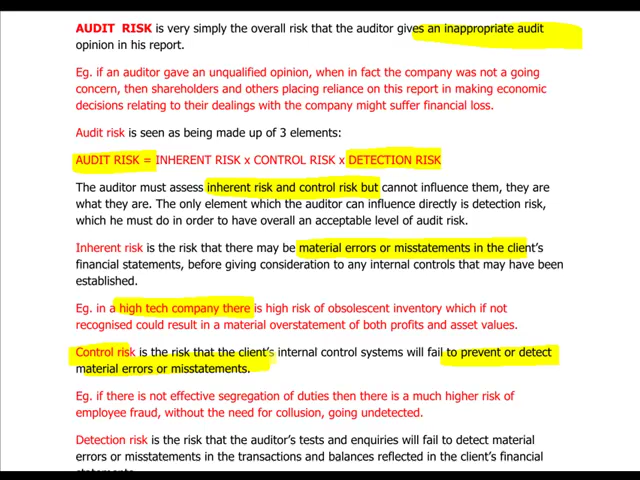 AUDIT RISK is very simply the overall risk that the auditor gives an inappropriate audit
opinion in his report.
Eg. if an auditor gave an unqualified opinion, when in fact the company was not a going
concern, then shareholders and others placing reliance on this report in making economic
decisions relating to their dealings with the company might suffer financial loss.
Audit risk is seen as being made up of 3 elements:
AUDIT RISK = INHERENT RISK x CONTROL RISK x DETECTION RISK
The auditor must assess inherent risk and control risk but cannot influence them, they are
what they are. The only element which the auditor can influence directly is detection risk,
which he must do in order to have overall an acceptable level of audit risk.
Inherent risk is the risk that there may be material errors or misstatements in the client's
financial statements, before giving consideration to any internal controls that may have been
established.
Eg. in a high tech company there is high risk of obsolescent inventory which if not
recognised could result in a material overstatement of both profits and asset values.
Control risk is the risk that the client's internal control systems will fail to prevent or detect
material errors or misstatements.
Eg. if there is not effective segregation of duties then there is a much higher risk of
employee fraud, without the need for collusion, going undetected.
Detection risk is the risk that the auditor's tests and enquiries will fail to detect material
errors or misstatements in the transactions and balances reflected in the client's financial
statements